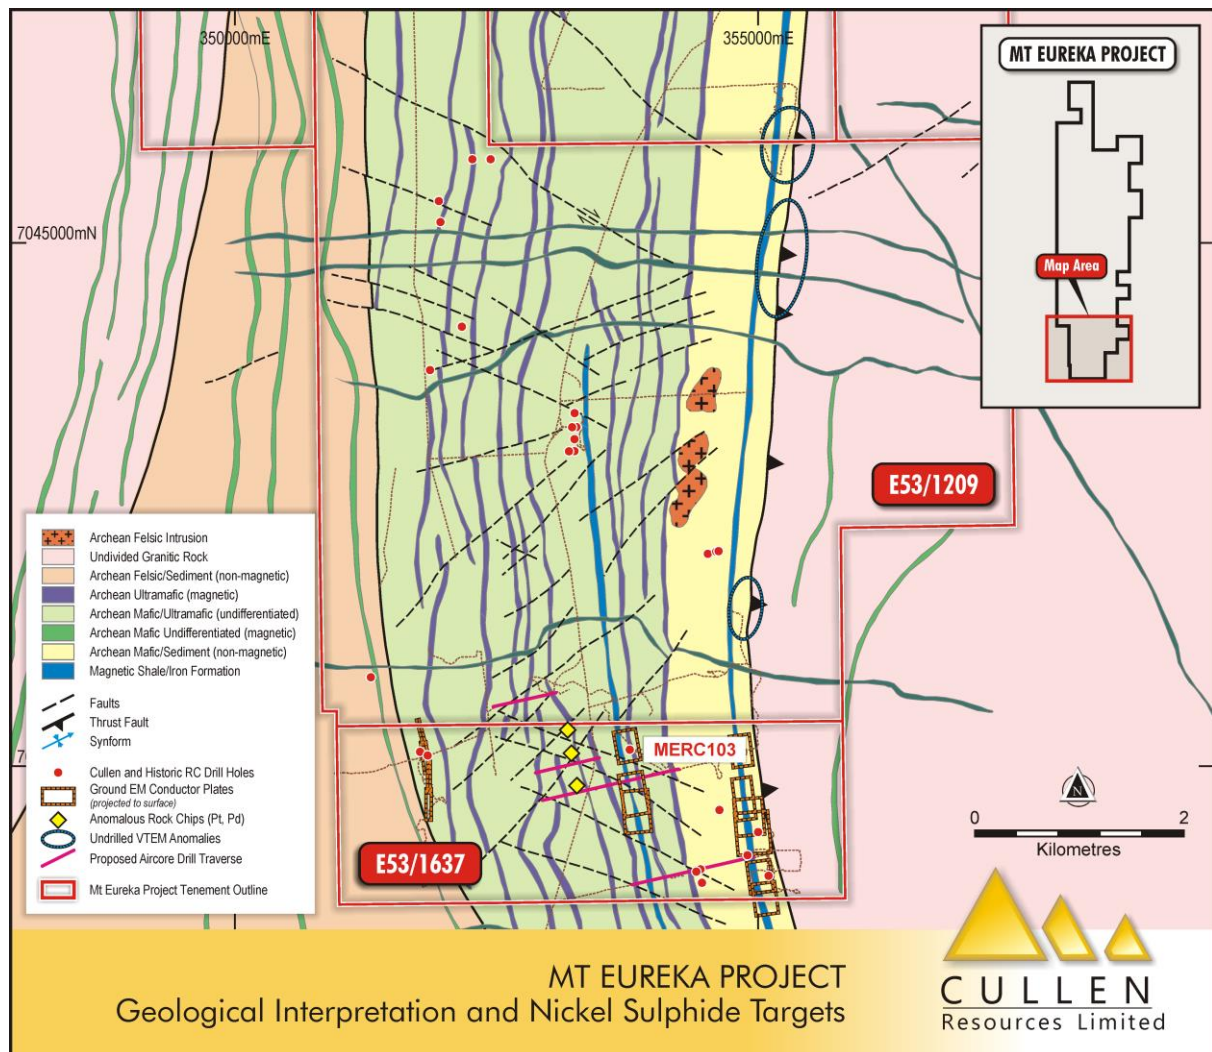 350000mE
355000mE
MT EUREKA PROJECT
7045000mN
Map Area
E53/1209
Archean Felsic Intrusion
Undivided Granitic Rock
Archean Felsic/Sediment (non-magnetic)
Archean Ultramafic (magnetic)
Archean Mafic/Ultramafic (undifferentiated)
Archean Mafic Undifferentiated (magnetic)
Archean Mafic/Sediment (non-magnetic)
Magnetic Shale/Iron Formation
Faults
Thrust Fault
Synform
Cullen and Historic RC Drill Holes
Ground EM Conductor Plates
(projected to surface)
Anomalous Rock Chips (Pt, Pd)
Undrilled VTEM Anomalies
Proposed Aircore Drill Traverse
Mt Eureka Project Tenement Outline
MERC103
E53/1637
N
0 2
Kilometres
MT EUREKA PROJECT
Geological Interpretation and Nickel Sulphide Targets
CULLEN
Resources Limited